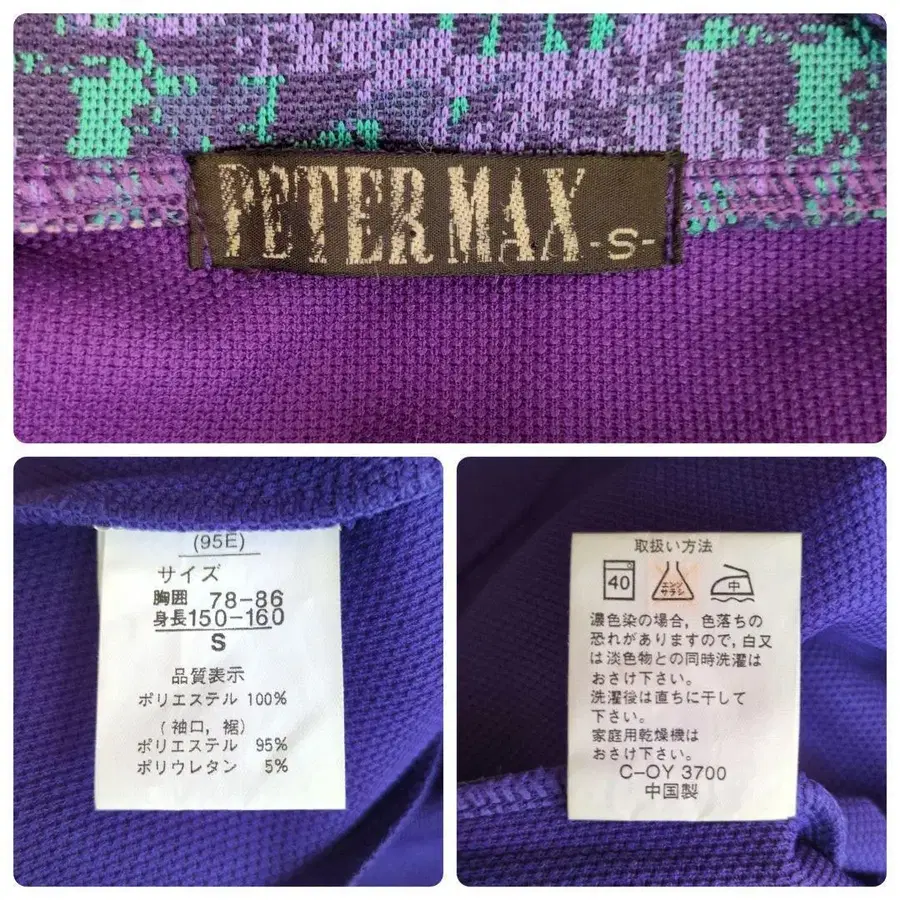 PETER MAX -S-
(95E)
サイズ
胸囲 78-86
身長150-160
S
品質表示
ポリエステル 100%
(袖口, 裾)
ポリエステル 95%
ポリウレタン 5%
取扱い方法
40
エンソ
サラシ
中
濃色染の場合, 色落ちの
恐れがありますので, 白又
は淡色物との同時洗濯は
おさけ下さい。
洗濯後は直ちに干して
下さい。
家庭用乾燥機は
おさけ下さい。
C-OY 3700
中国製